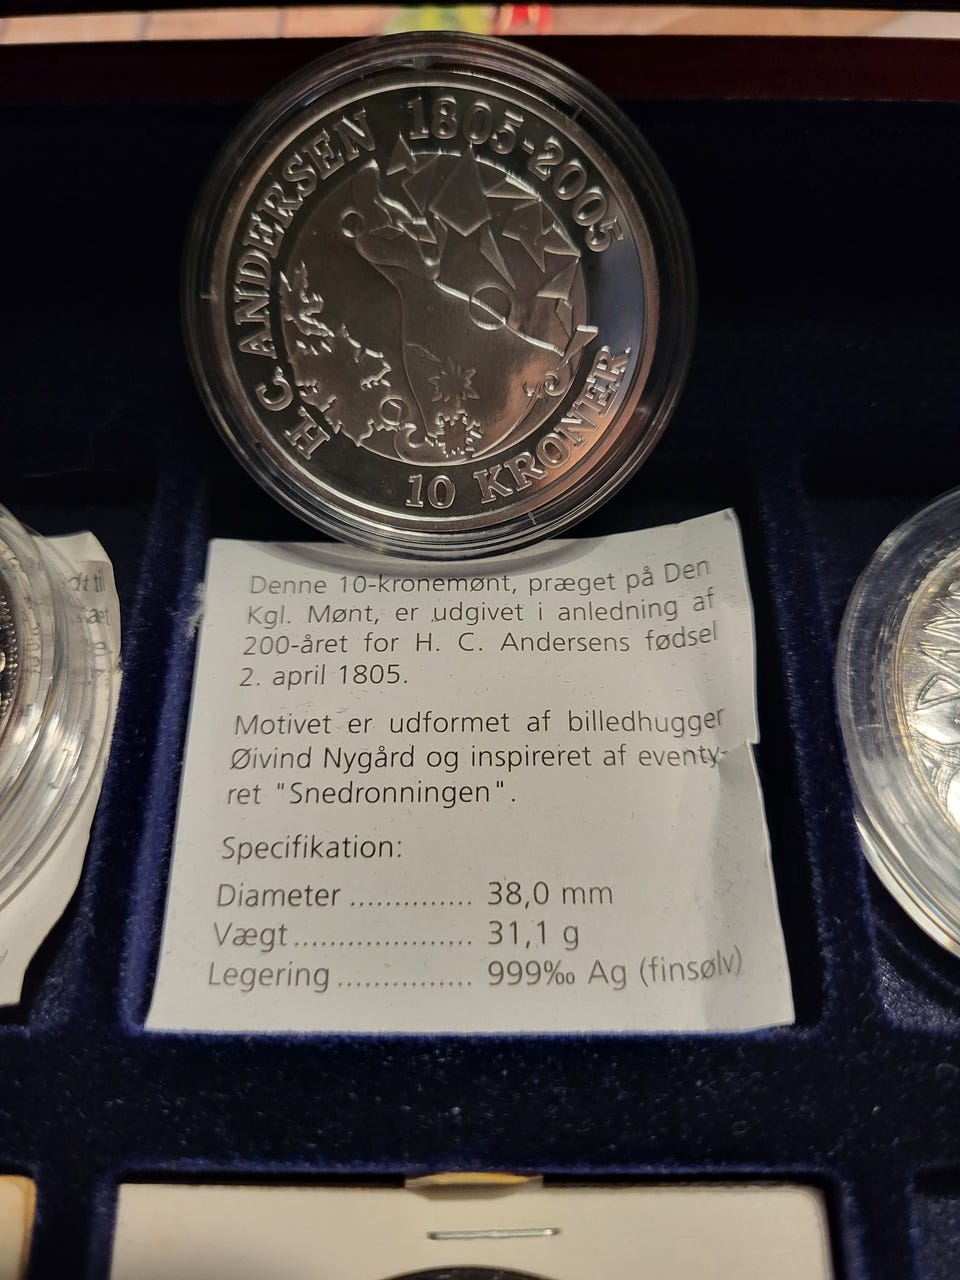 H. C. ANDERSEN 1805-2005
10 KRONER
Denne 10-kronemønt, præget på Den
Kgl. Mønt, er udgivet i anledning af
200-året for H. C. Andersens fødsel
2. april 1805.
Motivet er udformet af billedhugger
Øivind Nygård og inspireret af eventy-
ret "Snedronningen".
Specifikation:
Diameter .............. 38,0 mm
Vægt.................... 31,1 g
Legering ............... 999‰ Ag (finsølv)